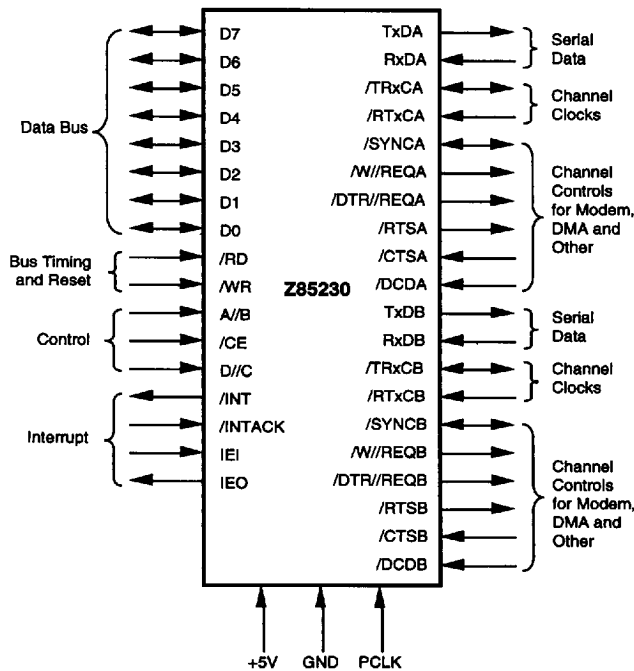 Data Bus
Bus Timing
and Reset
Control
Interrupt
D7
D6
D5
D4
D3
D2
D1
D0
/RD
/WR
A//B
/CE
D//C
/INT
/INTACK
IEI
IEO
Z85230
TxDA
RxDA
/TRxCA
/RTxCA
/SYNCA
/W//REQA
/DTR//REQA
/RTSA
/CTSA
/DCDA
TxDB
RxDB
/TRxCB
/RTxCB
/SYNCB
/W//REQB
/DTR//REQB
/RTSB
/CTSB
/DCDB
Serial
Data
Channel
Clocks
Channel
Controls
for Modem,
DMA and
Other
Serial
Data
Channel
Clocks
Channel
Controls
for Modem,
DMA and
Other
+5V
GND
PCLK